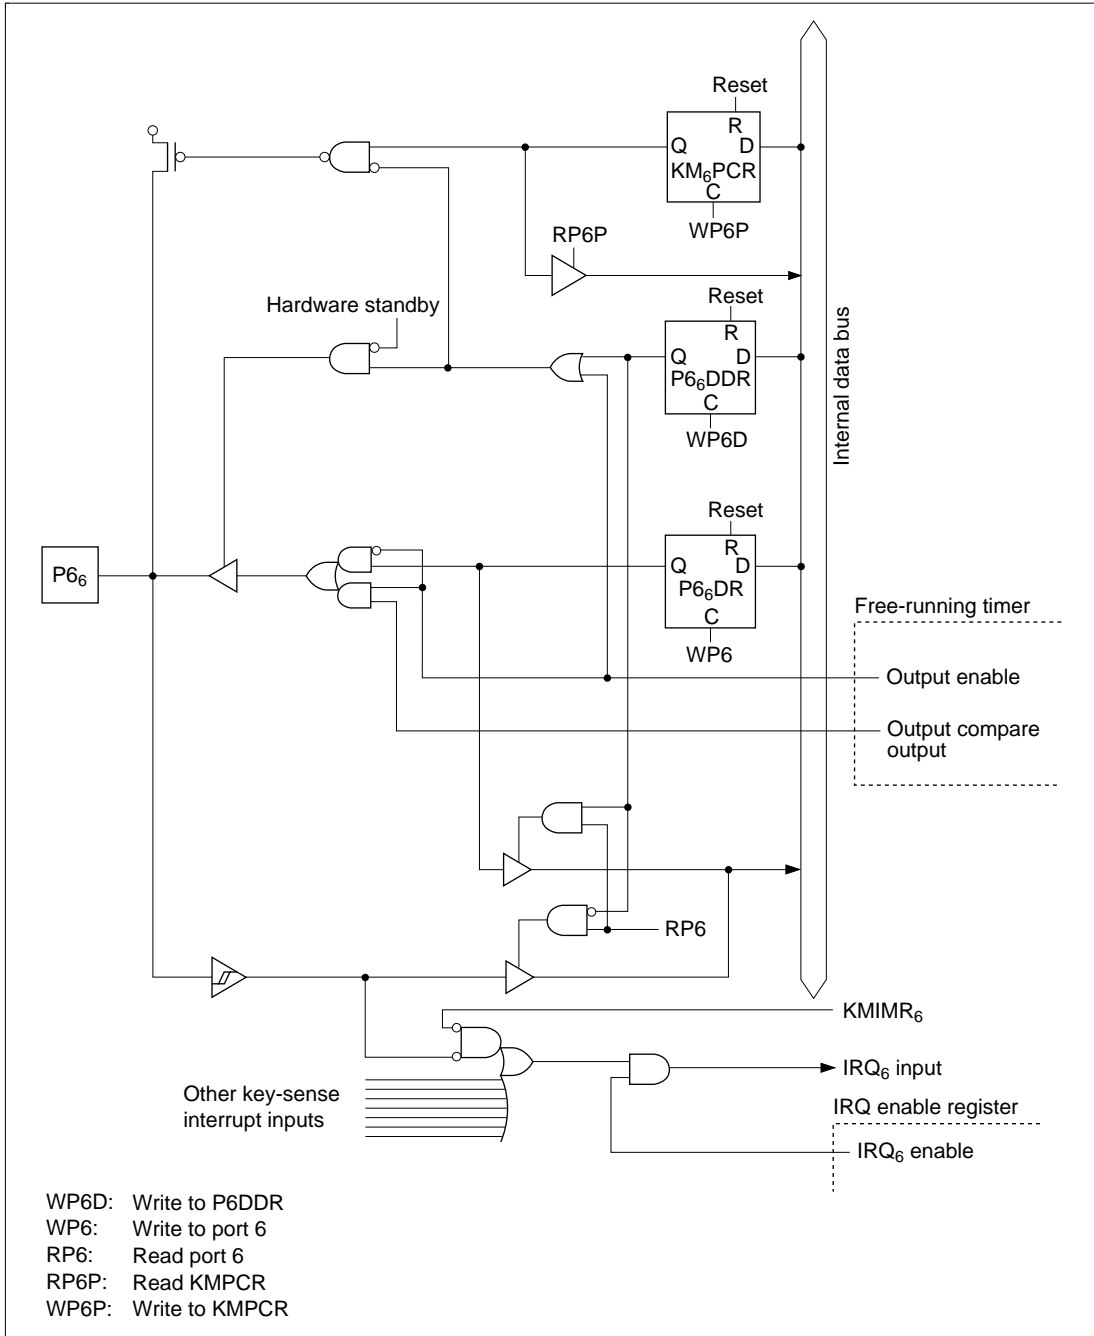 Reset
R
Q D
KM6PCR
C
WP6P
RP6P
Hardware standby
Reset
R
Q D
P66DDR
C
WP6D
Internal data bus
Reset
R
Q D
P66DR
C
WP6
P66
Free-running timer
Output enable
Output compare
output
RP6
KMIMR6
IRQ6 input
Other key-sense
interrupt inputs
IRQ enable register
IRQ6 enable
WP6D: Write to P6DDR
WP6: Write to port 6
RP6: Read port 6
RP6P: Read KMPCR
WP6P: Write to KMPCR